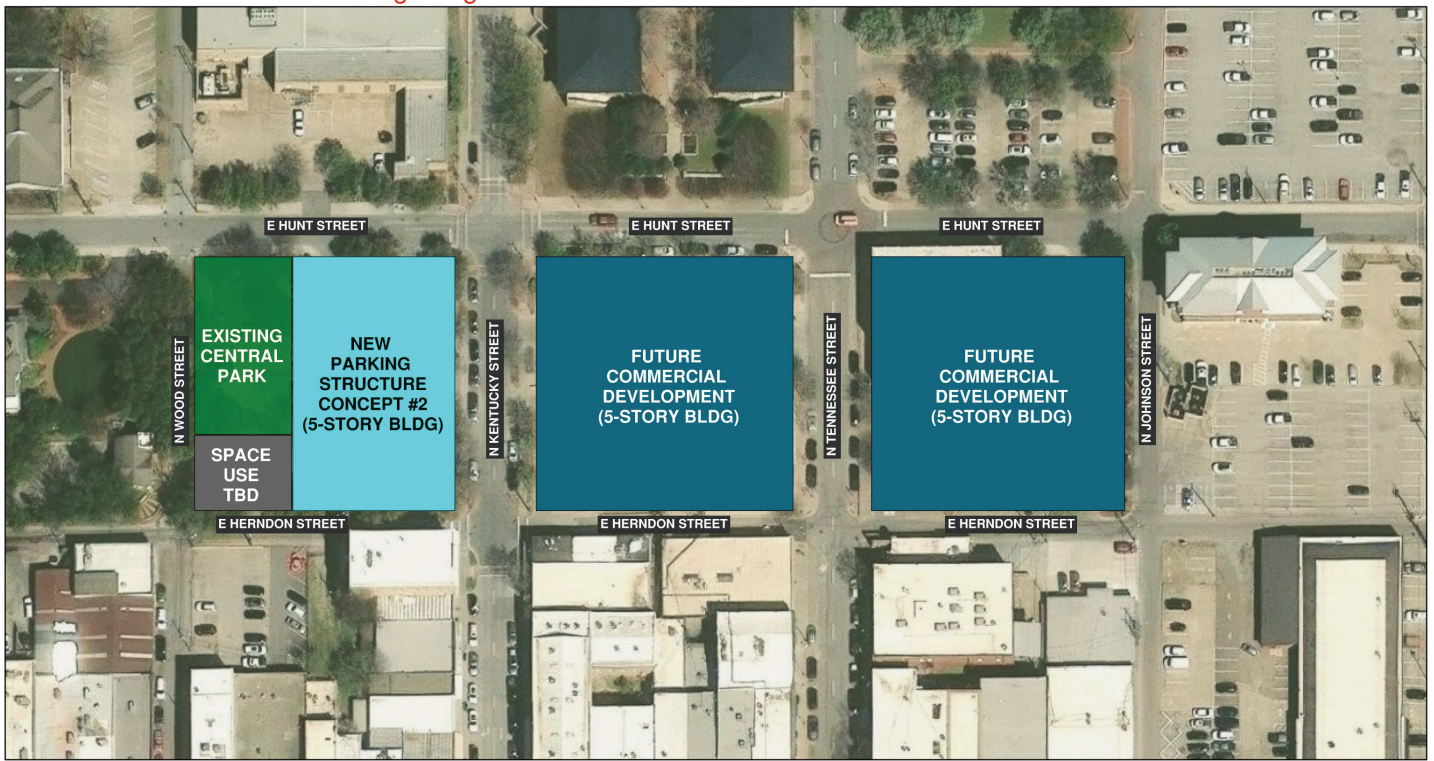 E HUNT STREET
E HUNT STREET
E HUNT STREET
N WOOD STREET
EXISTING
CENTRAL
PARK
SPACE
USE
TBD
NEW
PARKING
STRUCTURE
CONCEPT #2
(5-STORY BLDG)
N KENTUCKY STREET
FUTURE
COMMERCIAL
DEVELOPMENT
(5-STORY BLDG)
N TENNESSEE STREET
FUTURE
COMMERCIAL
DEVELOPMENT
(5-STORY BLDG)
N JOHNSON STREET
E HERNDON STREET
E HERNDON STREET
E HERNDON STREET